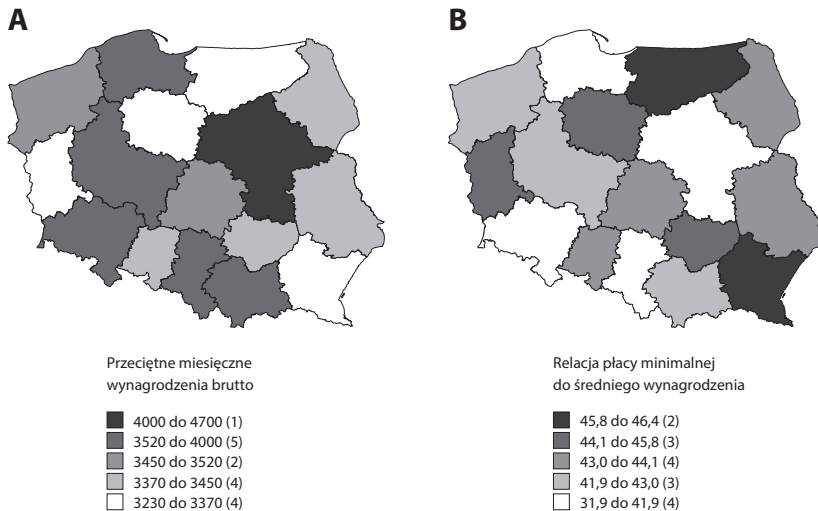 A
B
Przeciętne miesięczne
wynagrodzenia brutto
4000 do 4700 (1)
3520 do 4000 (5)
3450 do 3520 (2)
3370 do 3450 (4)
3230 do 3370 (4)
Relacja płacy minimalnej
do średniego wynagrodzenia
45,8 do 46,4 (2)
44,1 do 45,8 (3)
43,0 do 44,1 (4)
41,9 do 43,0 (3)
31,9 do 41,9 (4)